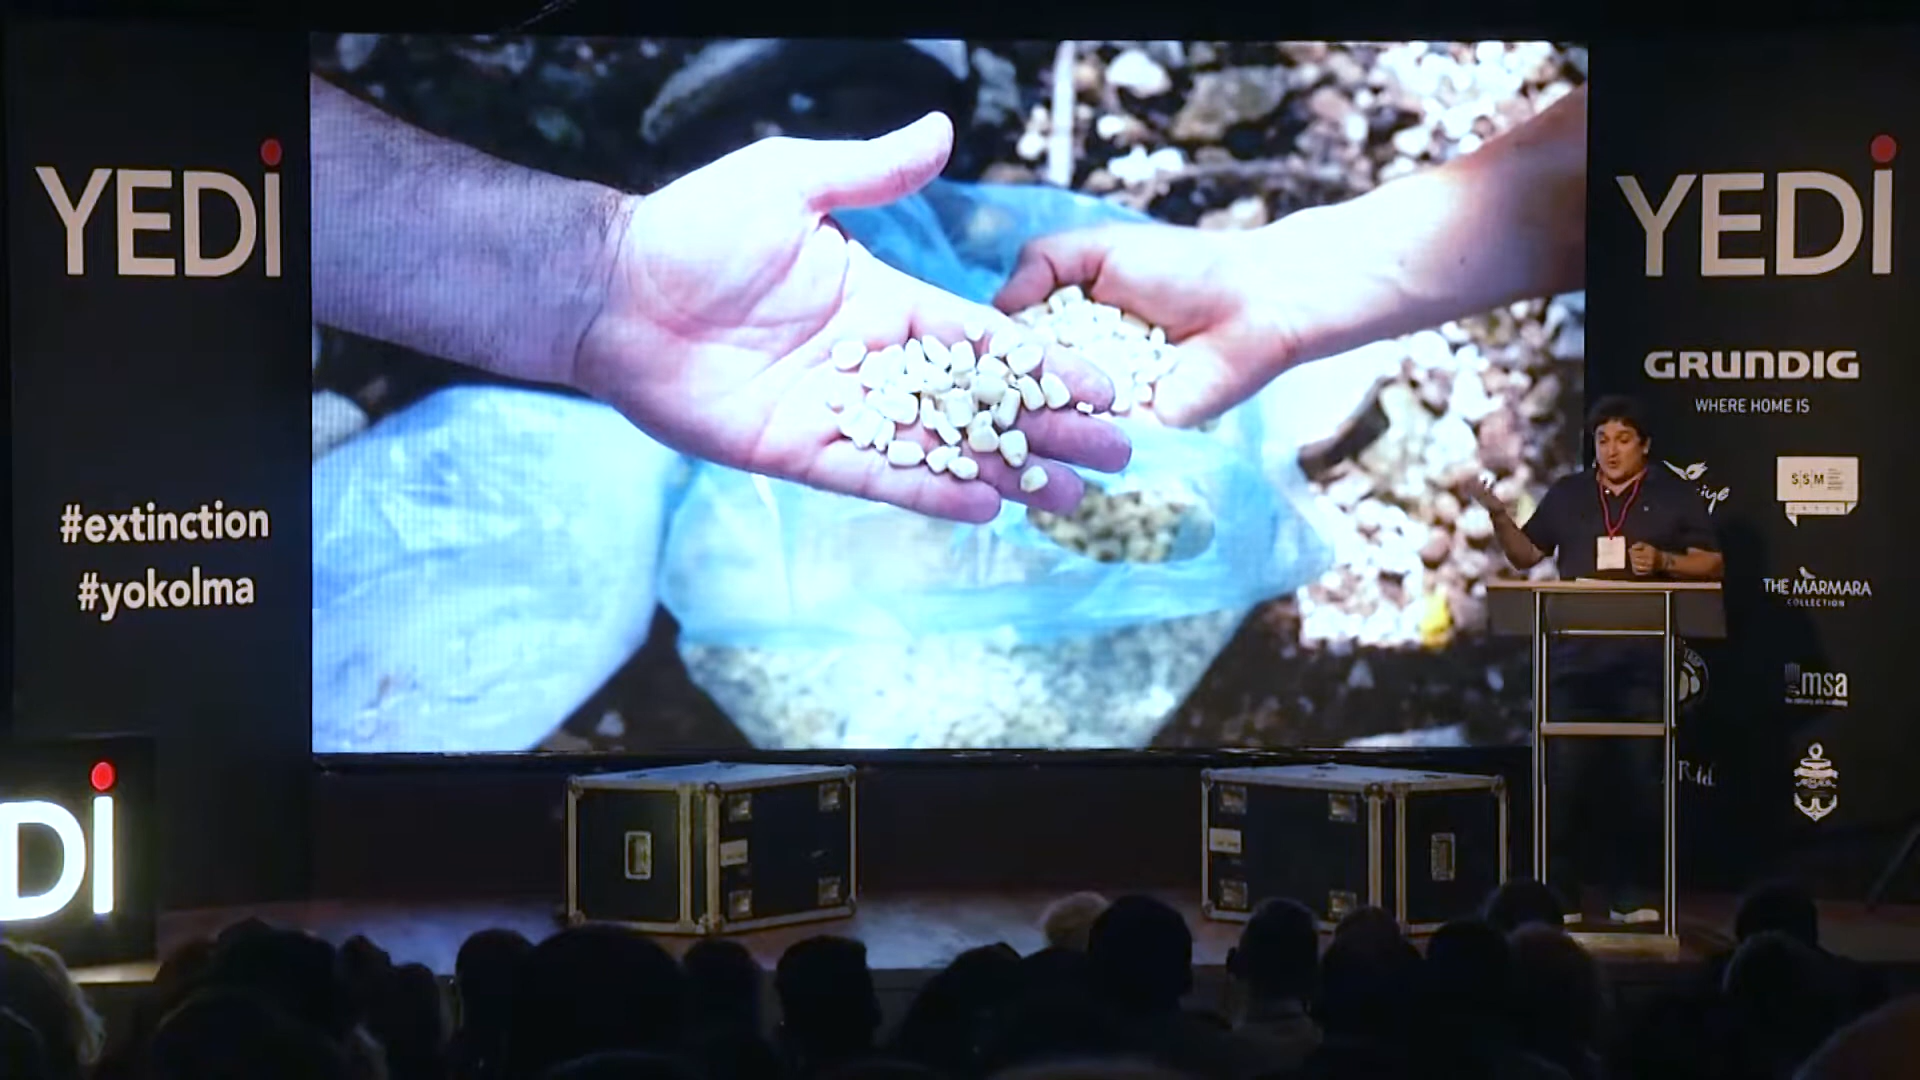 YEDİ
#extinction
#yokolma
Dİ
YEDİ
GRUNDIG
WHERE HOME IS
SSM
THE MARMARA
COLLECTION
msa